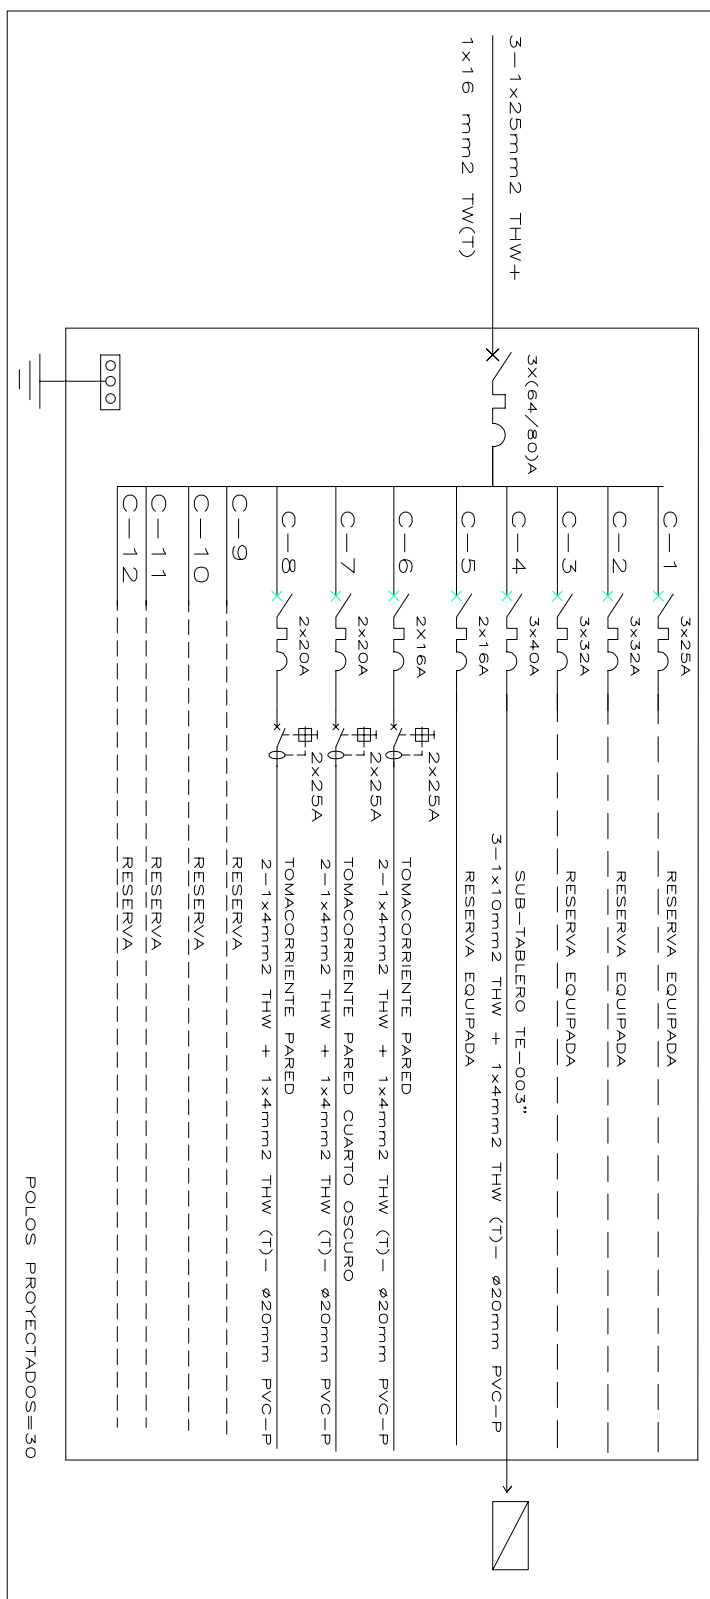 3-1x25mm2 THW+
1x16 mm2 TW(T)
3X(64/80)A
C-1
3x25A
RESERVA EQUIPADA
C-2
3x32A
RESERVA EQUIPADA
C-3
3x32A
RESERVA EQUIPADA
C-4
3x40A
SUB-TABLERO TE-003"
3-1x10mm2 THW + 1x4mm2 THW (T)- ø20mm PVC-P
C-5
2x16A
RESERVA EQUIPADA
C-6
2X16A
2x25A
TOMACORRIENTE PARED
2-1x4mm2 THW + 1x4mm2 THW (T)- ø20mm PVC-P
C-7
2x20A
2x25A
TOMACORRIENTE PARED CUARTO OSCURO
2-1x4mm2 THW + 1x4mm2 THW (T)- ø20mm PVC-P
C-8
2x20A
2x25A
TOMACORRIENTE PARED
2-1x4mm2 THW + 1x4mm2 THW (T)- ø20mm PVC-P
C-9
RESERVA
C-10
RESERVA
C-11
RESERVA
C-12
RESERVA
POLOS PROYECTADOS=30